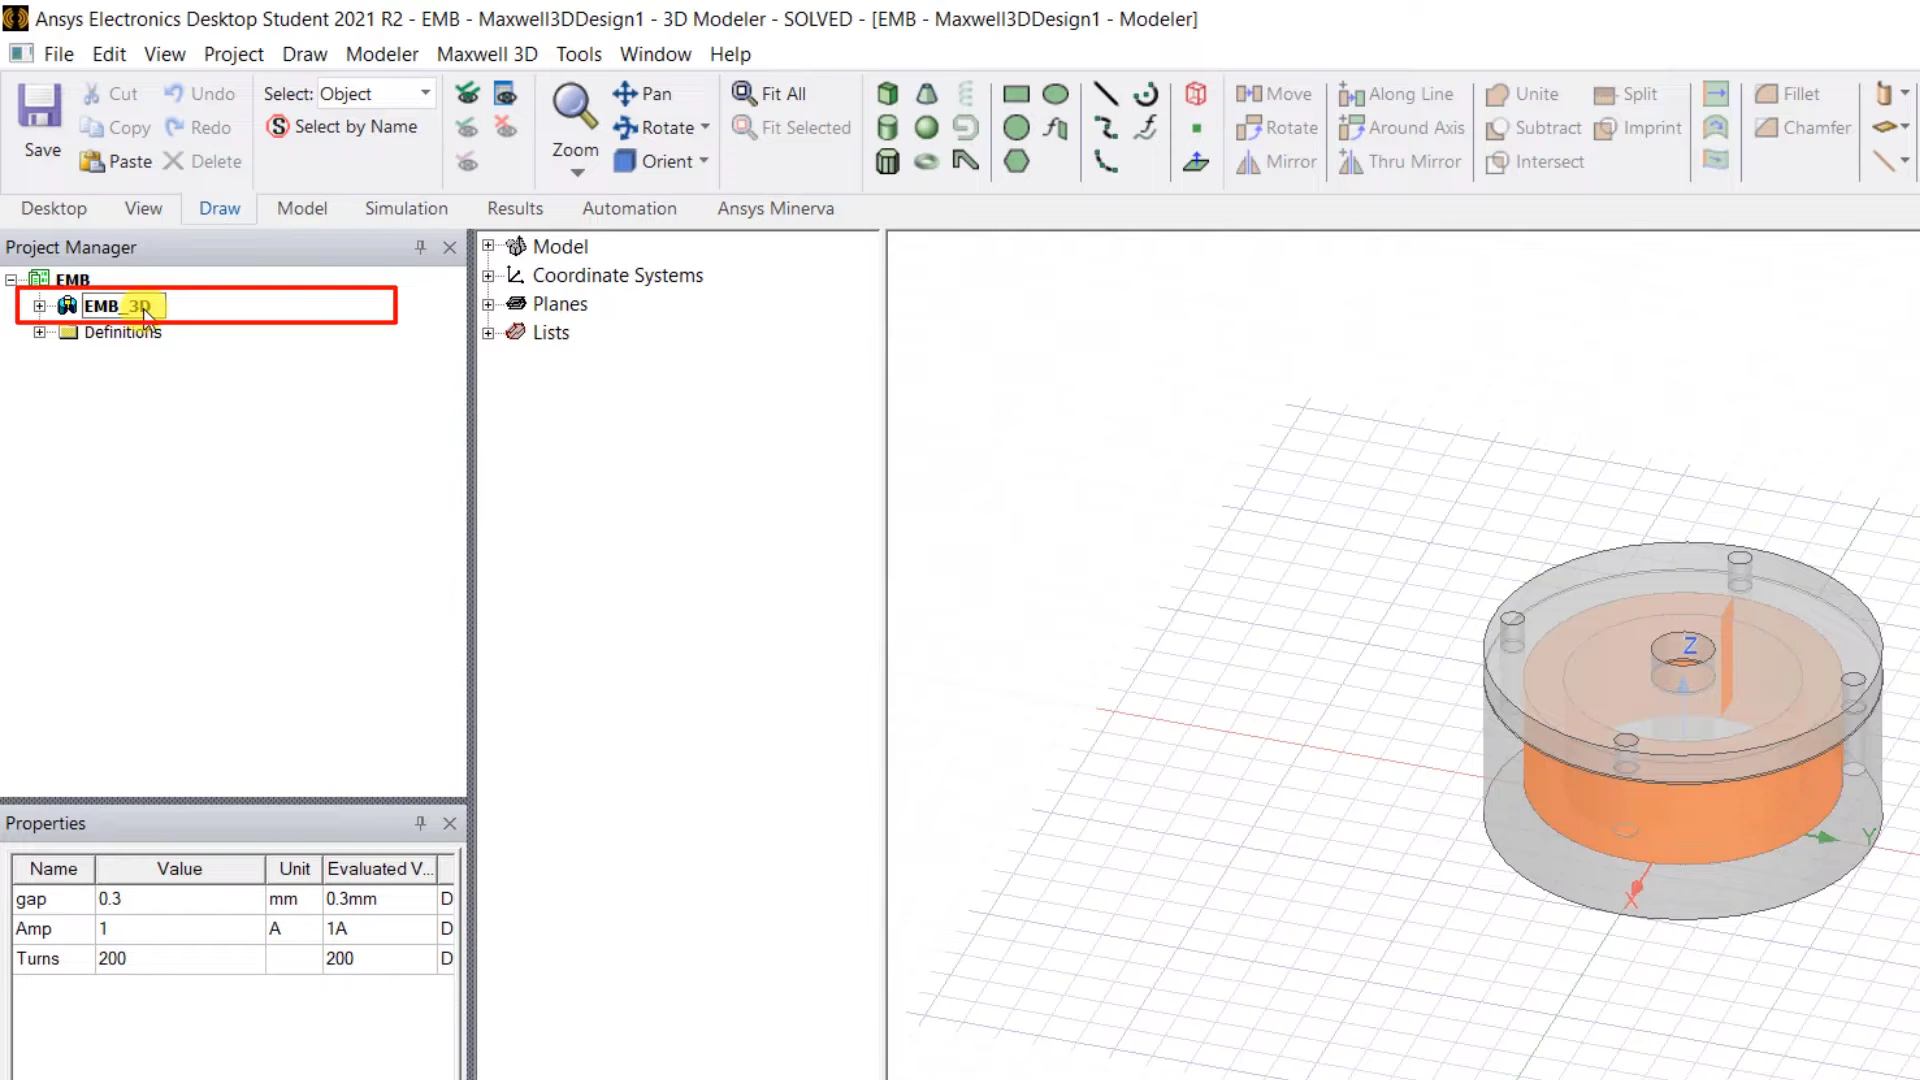 Ansys Electronics Desktop Student 2021 R2 - EMB - Maxwell3DDesign1 - 3D Modeler - SOLVED - [EMB - Maxwell3DDesign1 - Modeler]
File Edit View Project Draw Modeler Maxwell 3D Tools Window Help
Save
Cut
Copy
Paste
Undo
Redo
Delete
Select: Object
Select by Name
Zoom
Pan
Rotate
Orient
Fit All
Fit Selected
Move
Rotate
Mirror
Along Line
Around Axis
Thru Mirror
Unite
Subtract
Intersect
Split
Imprint
Fillet
Chamfer
Desktop View Draw Model Simulation Results Automation Ansys Minerva
Project Manager
EMB
EMB_3D
Definitions
Model
Coordinate Systems
Planes
Lists
Z
Y
X
Properties
Name Value Unit Evaluated V...
gap 0.3 mm 0.3mm D
Amp 1 A 1A D
Turns 200 200 D